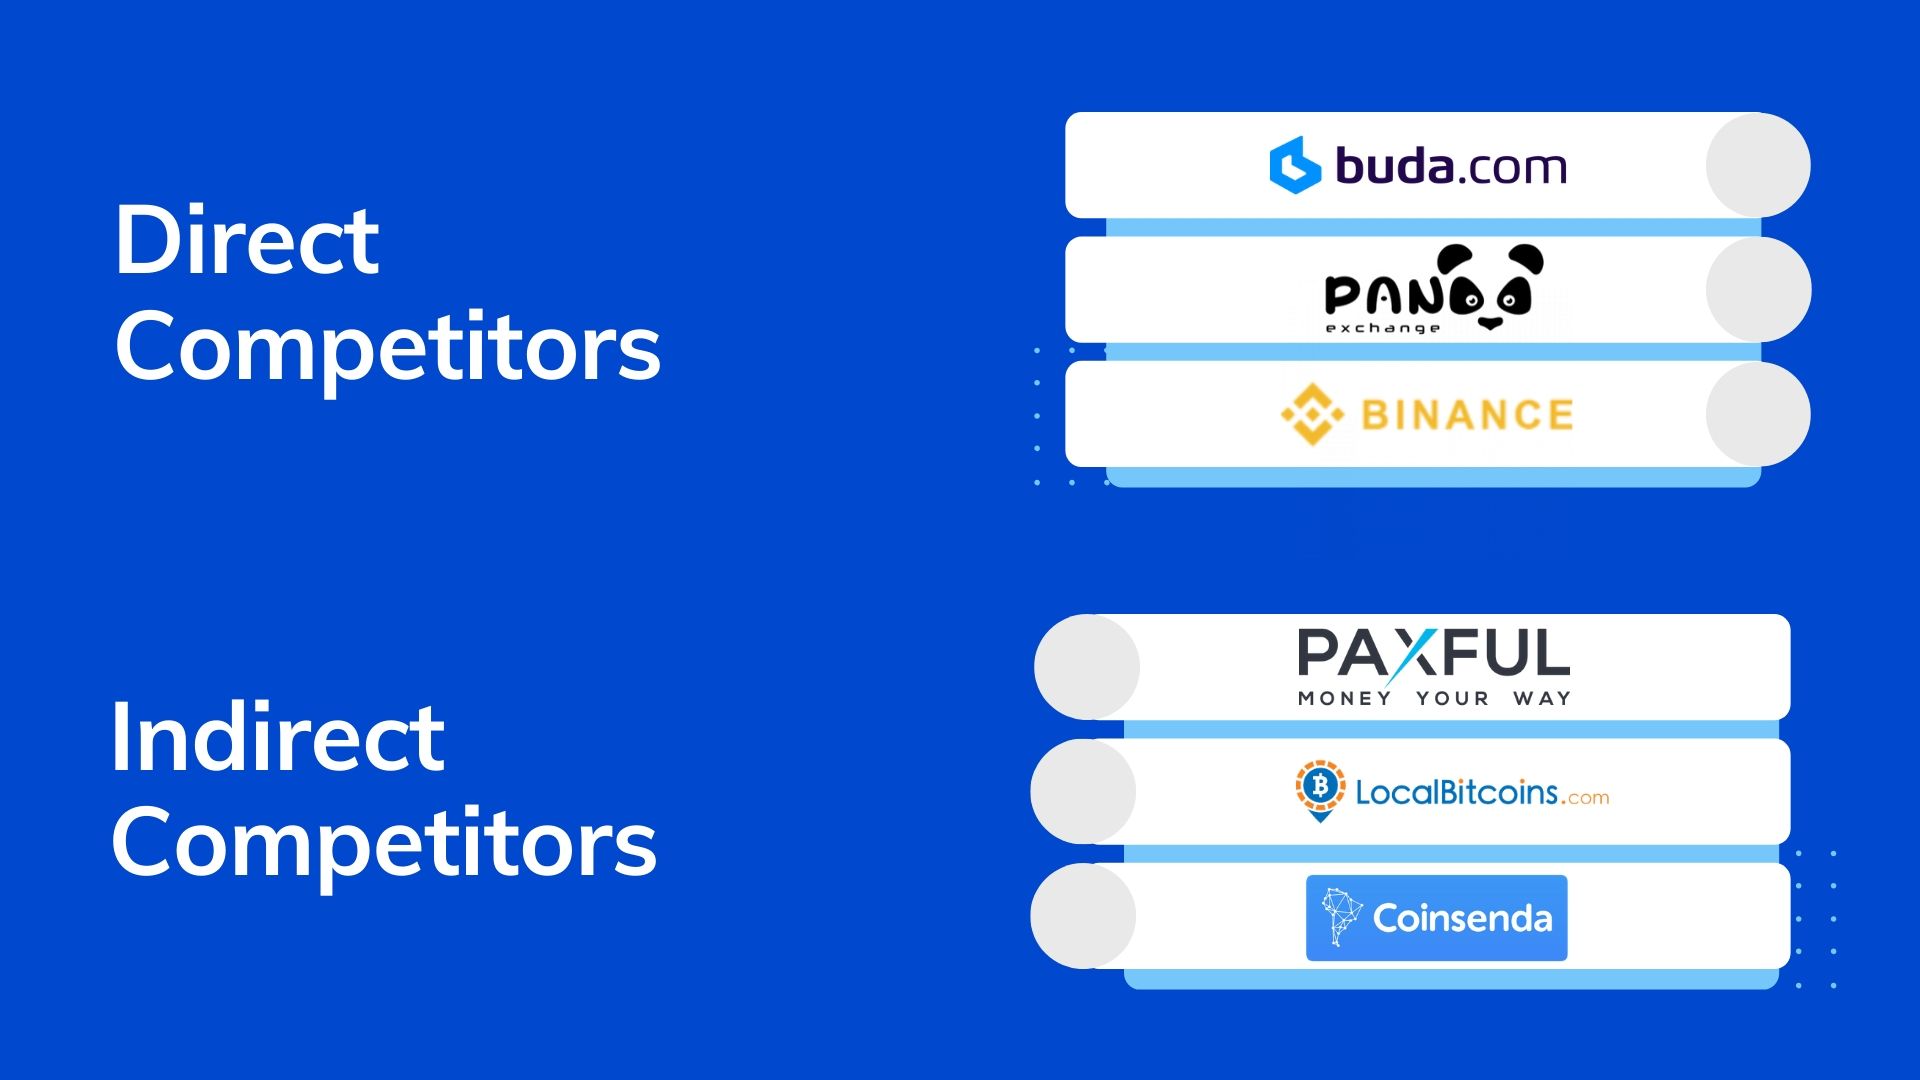 Direct
Competitors
buda.com
PANDA
exchange
BINANCE
Indirect
Competitors
PAXFUL
MONEY YOUR WAY
LocalBitcoins.com
Coinsenda